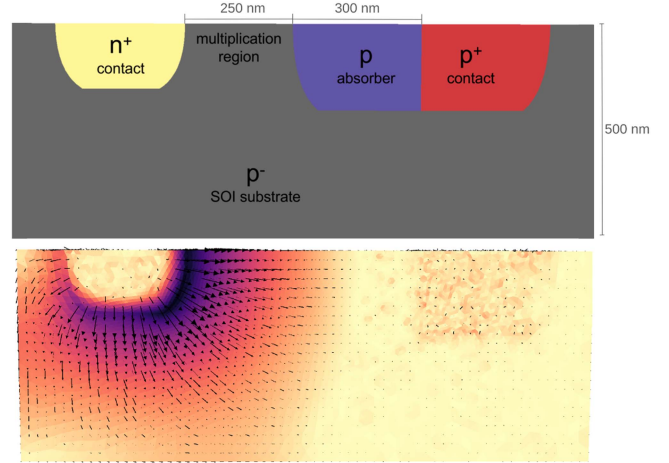 250 nm
300 nm
n+
contact
multiplication
region
p
absorber
p+
contact
500 nm
p-
SOI substrate